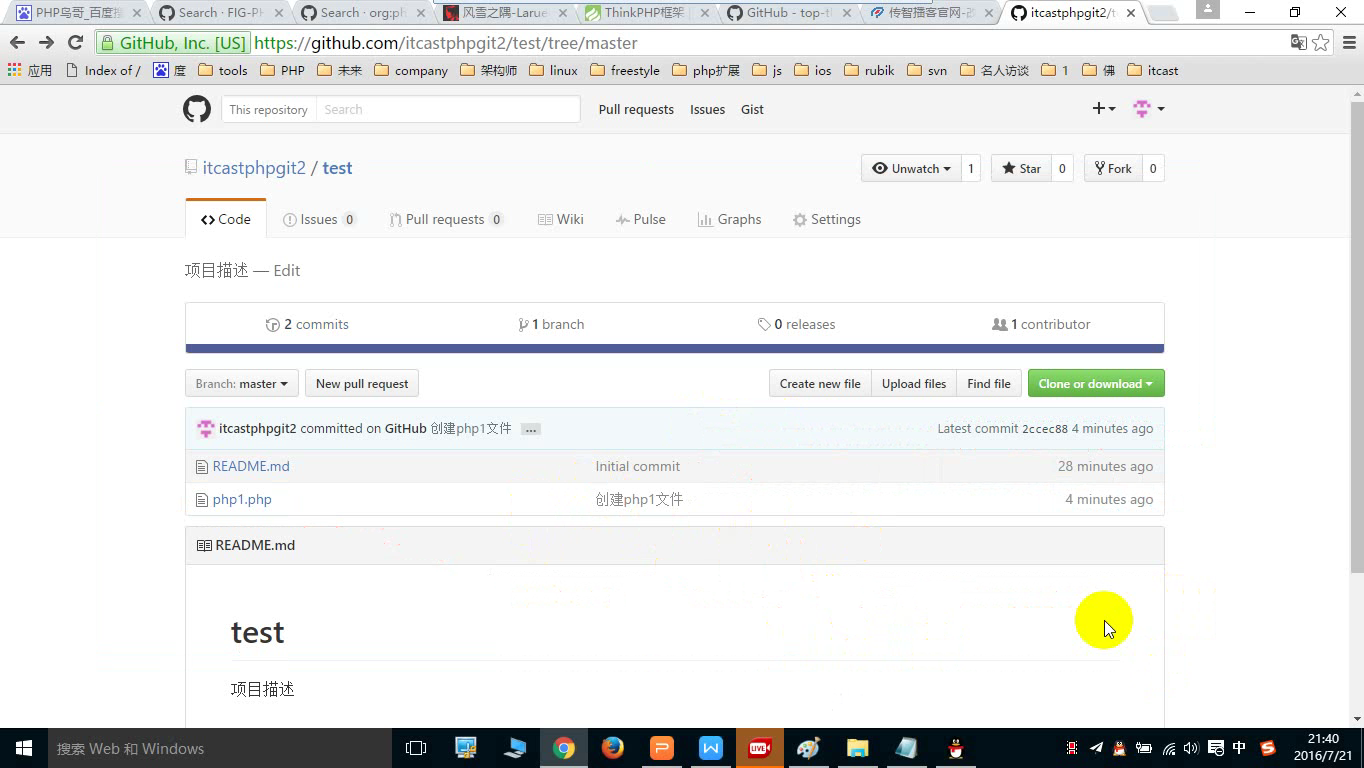 PHP鸟哥_百度搜
Search · FIG-PH
Search · org:ph
风雪之隅-Larue
ThinkPHP框架
GitHub - top-t
传智播客官网-改
itcastphpgit2/t
GitHub, Inc. [US] https://github.com/itcastphpgit2/test/tree/master
应用 Index of / 度 tools PHP 未来 company 架构师 linux freestyle php扩展 js ios rubik svn 名人访谈 1 佛 itcast
This repository Search Pull requests Issues Gist
itcastphpgit2 / test Unwatch 1 Star 0 Fork 0
Code Issues 0 Pull requests 0 Wiki Pulse Graphs Settings
项目描述 — Edit
2 commits 1 branch 0 releases 1 contributor
Branch: master New pull request Create new file Upload files Find file Clone or download
itcastphpgit2 committed on GitHub 创建php1文件 … Latest commit 2ccec88 4 minutes ago
README.md Initial commit 28 minutes ago
php1.php 创建php1文件 4 minutes ago
README.md
test
项目描述
搜索 Web 和 Windows LIVE 中 21:40
2016/7/21